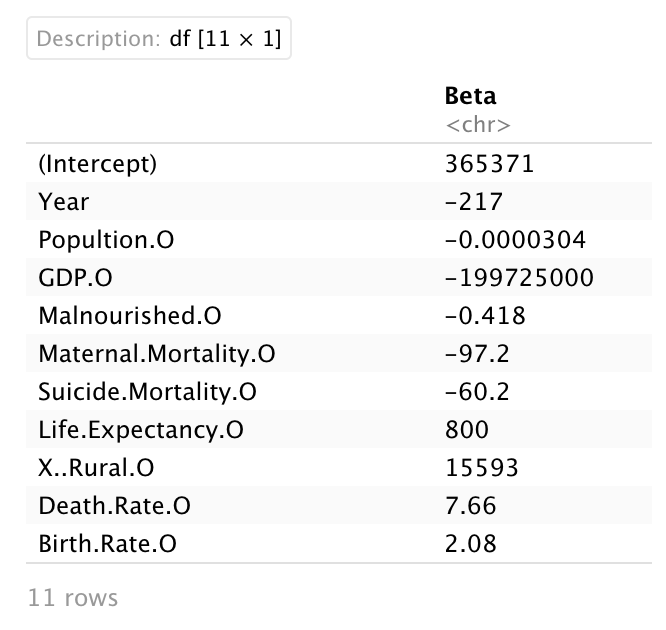 Description: df [11 × 1]
Beta
<chr>
(Intercept) 365371
Year -217
Popultion.O -0.0000304
GDP.O -199725000
Malnourished.O -0.418
Maternal.Mortality.O -97.2
Suicide.Mortality.O -60.2
Life.Expectancy.O 800
X..Rural.O 15593
Death.Rate.O 7.66
Birth.Rate.O 2.08
11 rows